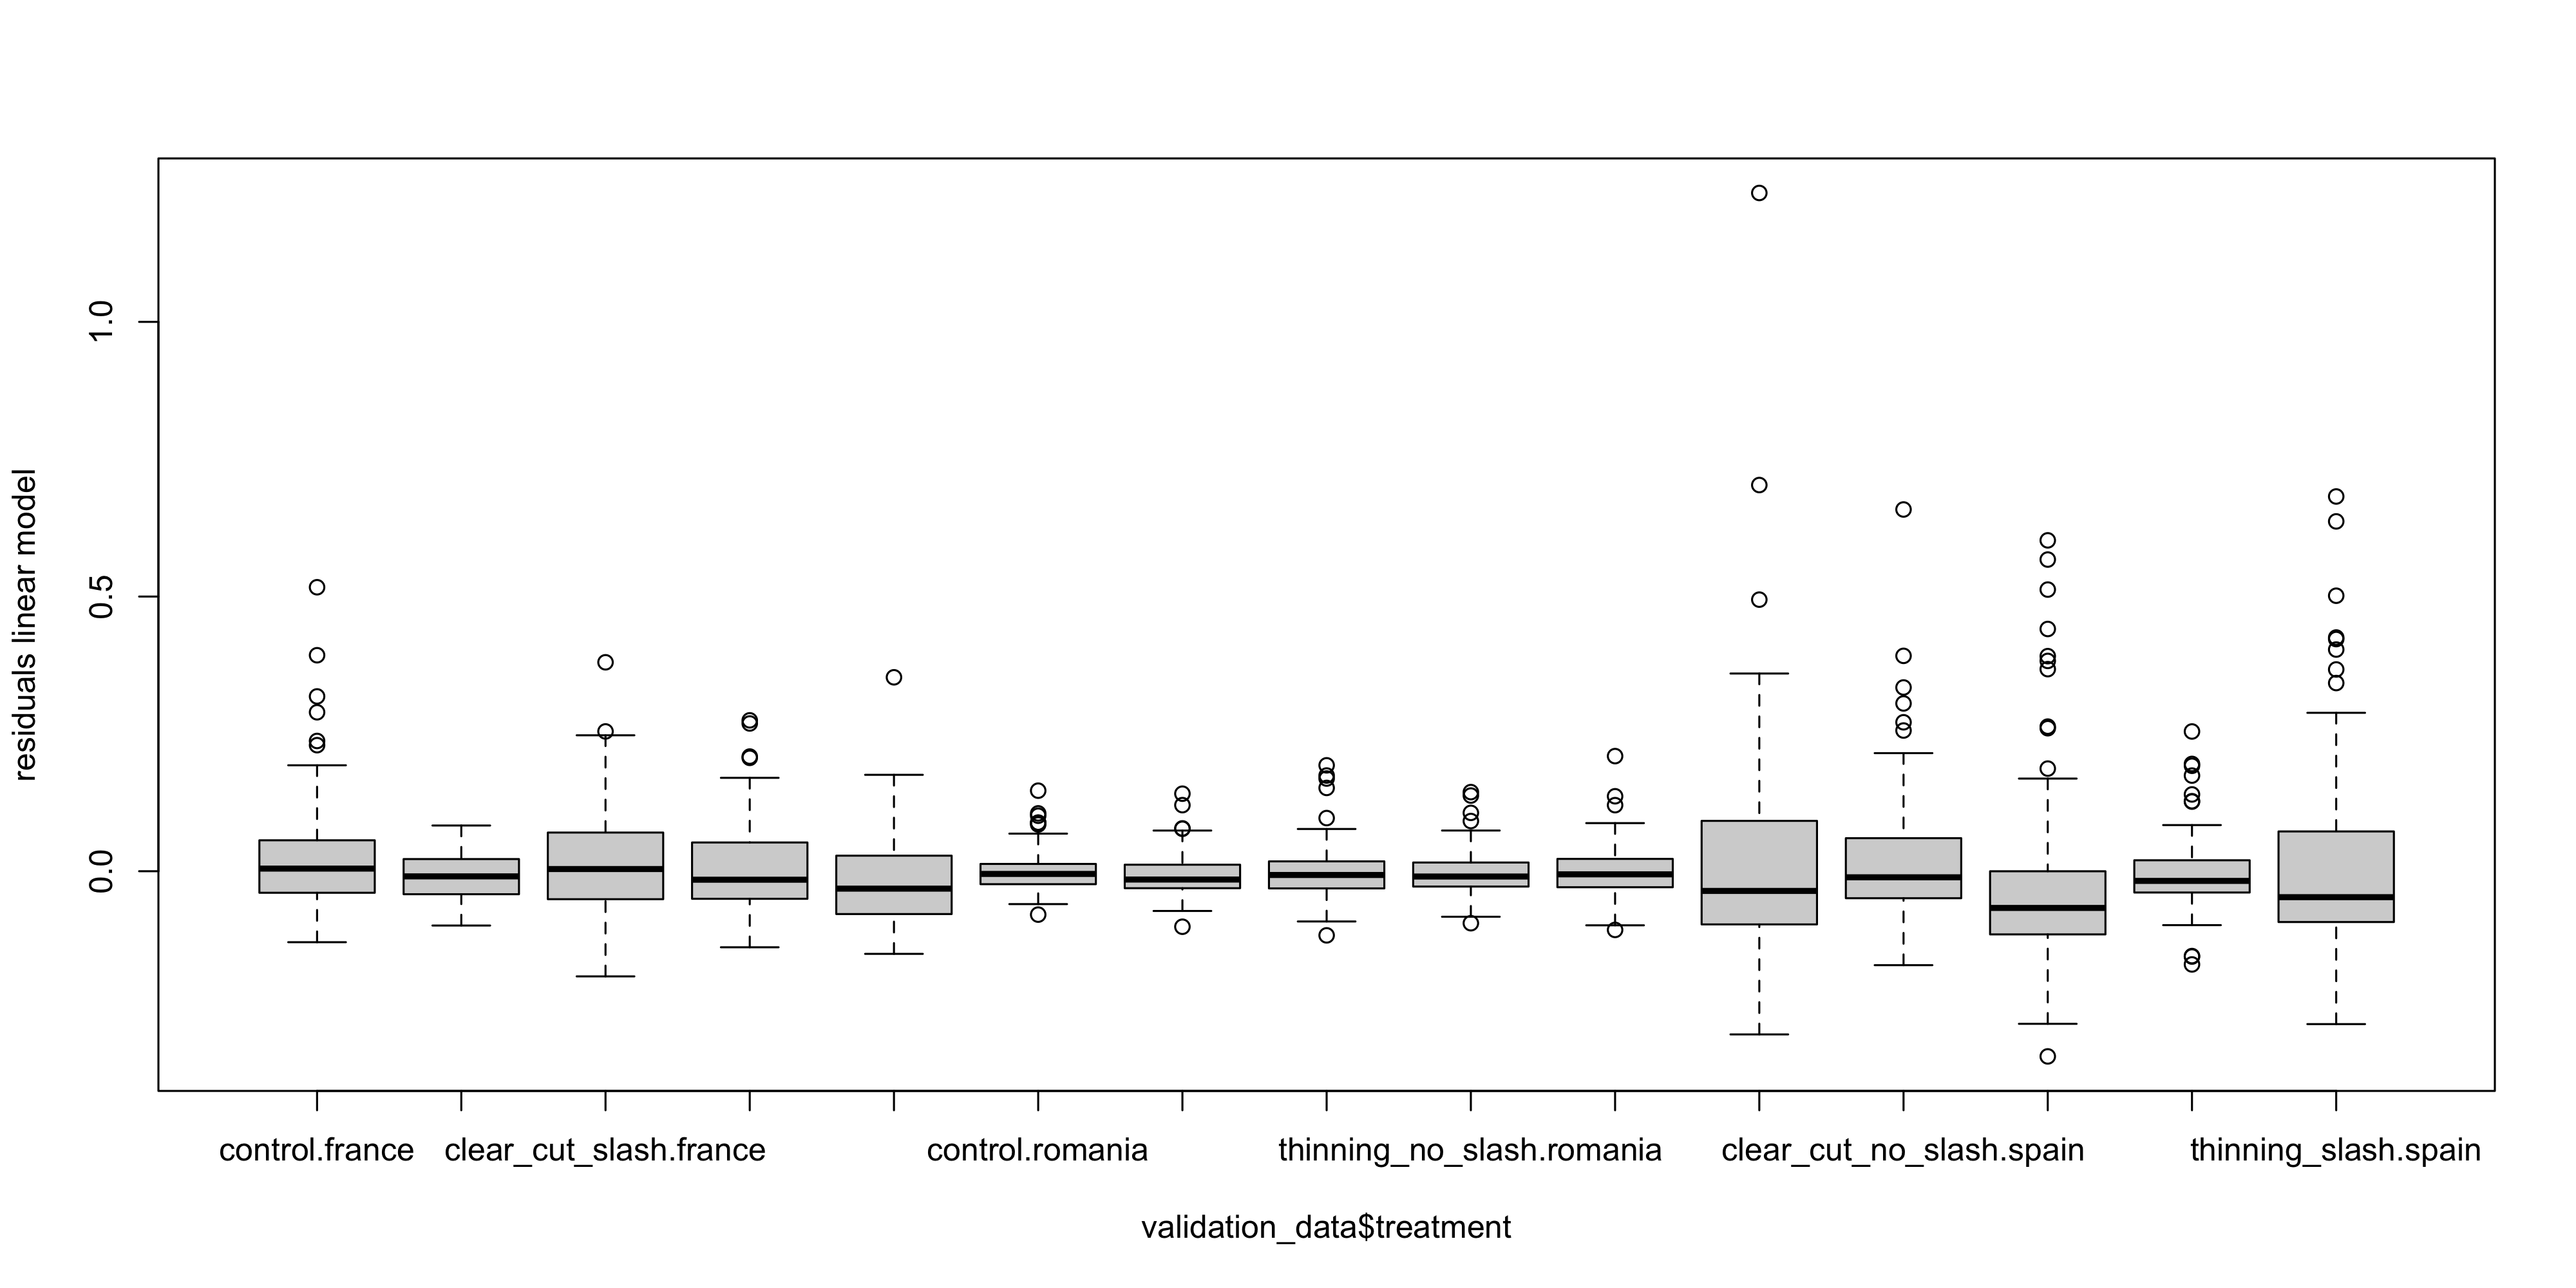 residuals linear model
1.0
0.5
0.0
control.france clear_cut_slash.france control.romania thinning_no_slash.romania clear_cut_no_slash.spain thinning_slash.spain
validation_data$treatment